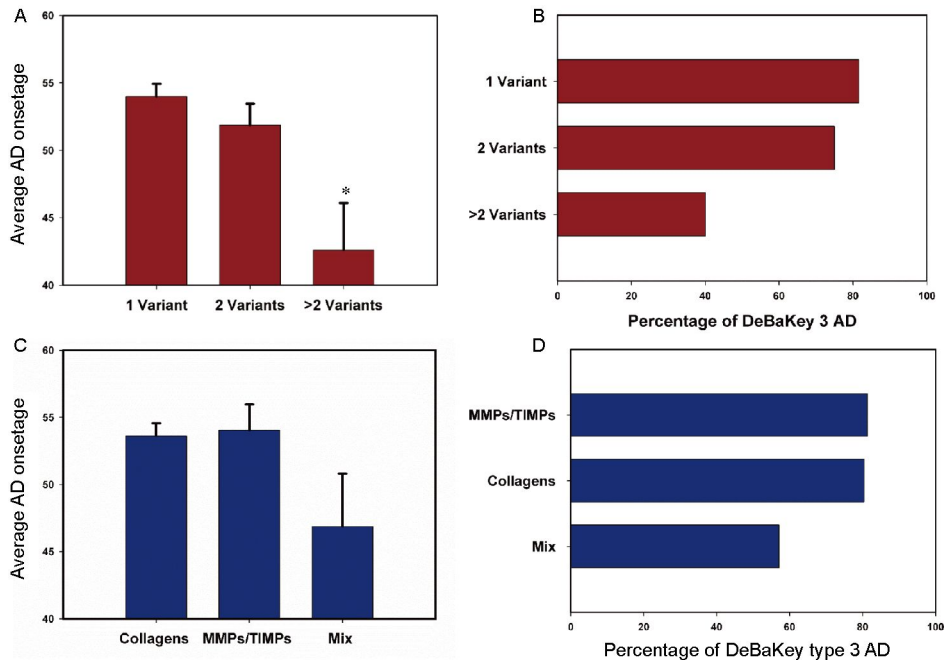 A
60
55
50
45
40
Average AD onsetage
*
1 Variant
2 Variants
>2 Variants
B
1 Variant
2 Variants
>2 Variants
0
20
40
60
80
100
Percentage of DeBaKey 3 AD
C
60
55
50
45
40
Average AD onsetage
Collagens
MMPs/TIMPs
Mix
D
MMPs/TIMPs
Collagens
Mix
0
20
40
60
80
100
Percentage of DeBaKey type 3 AD